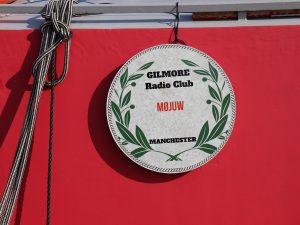 GILMORE
Radio Club
MØJUW
MANCHESTER